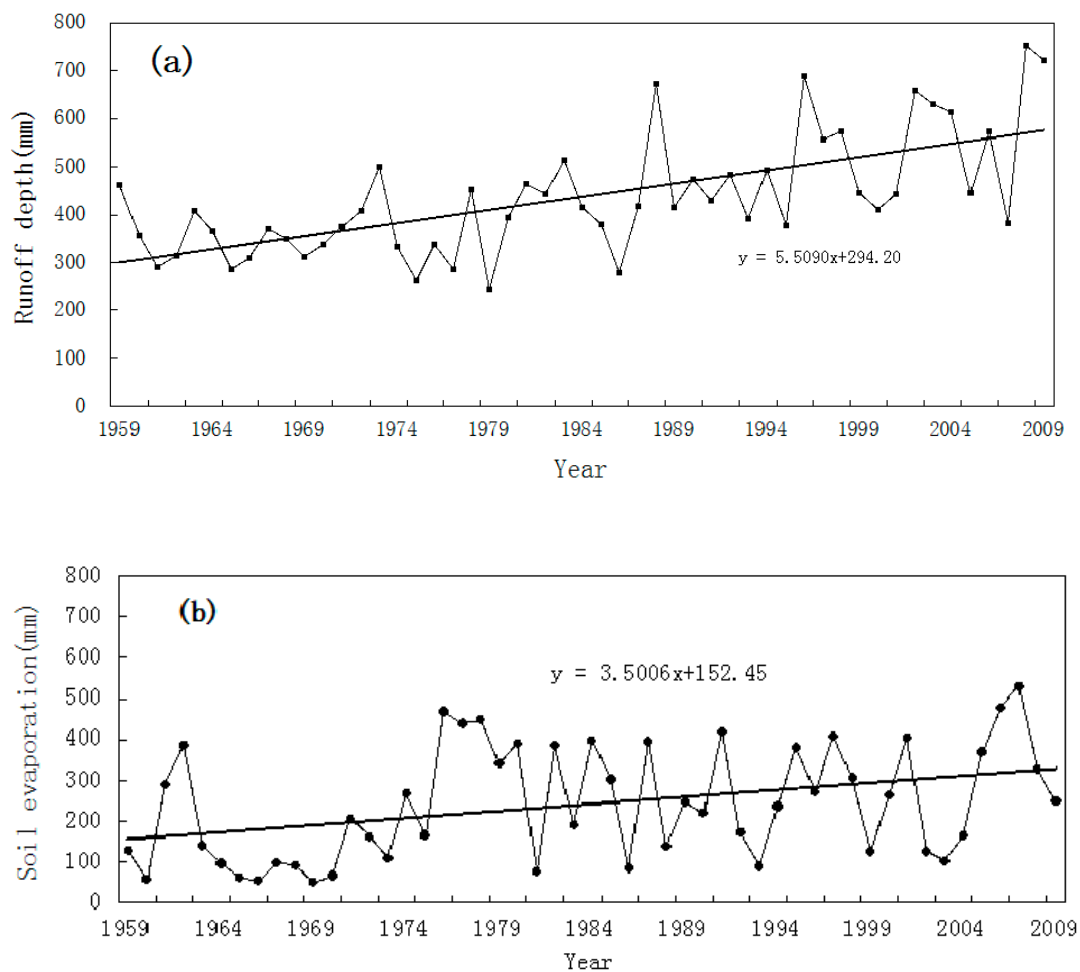 (a)
Runoff depth(mm)
800
700
600
500
400
300
200
100
0
1959 1964 1969 1974 1979 1984 1989 1994 1999 2004 2009
y = 5.5090x+294.20
Year
(b)
Soil evaporation(mm)
800
700
600
500
400
300
200
100
0
1959 1964 1969 1974 1979 1984 1989 1994 1999 2004 2009
y = 3.5006x+152.45
Year